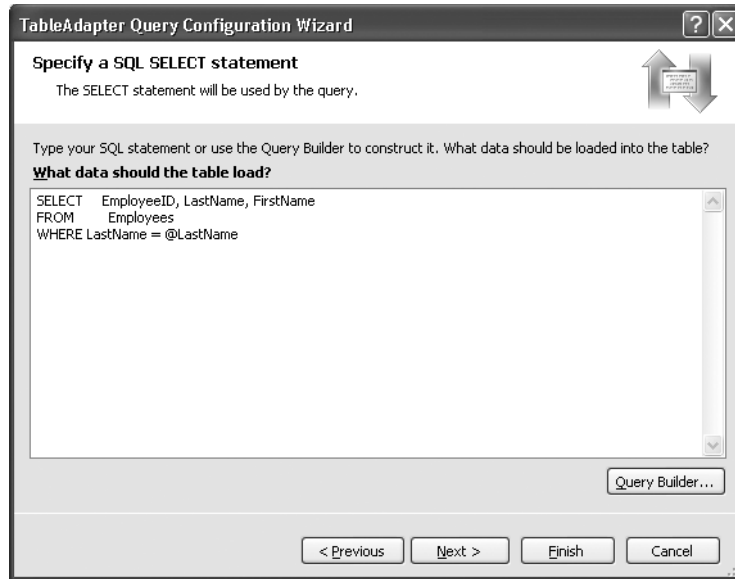 TableAdapter Query Configuration Wizard
Specify a SQL SELECT statement
The SELECT statement will be used by the query.
Type your SQL statement or use the Query Builder to construct it. What data should be loaded into the table?
What data should the table load?
SELECT EmployeeID, LastName, FirstName
FROM Employees
WHERE LastName = @LastName
Query Builder...
< Previous Next > Finish Cancel